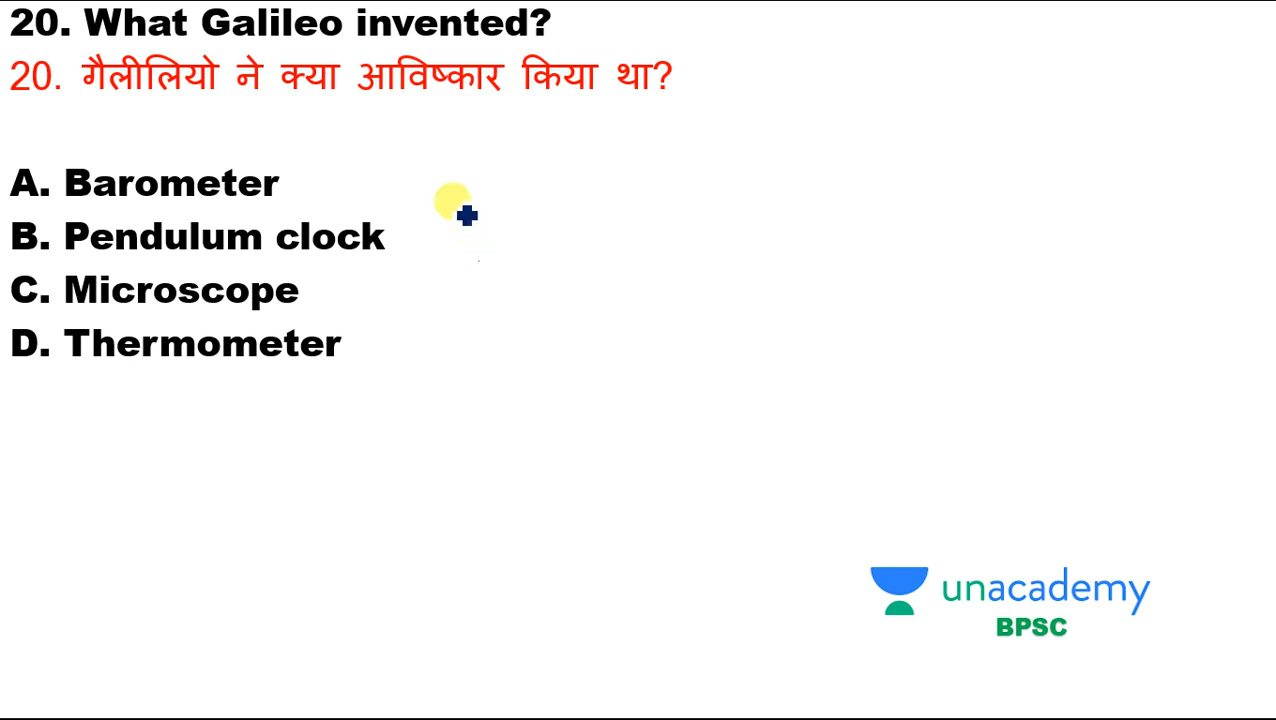 20. What Galileo invented?
20. गैलीलियो ने क्या आविष्कार किया था?
A. Barometer
B. Pendulum clock
C. Microscope
D. Thermometer
unacademy
BPSC